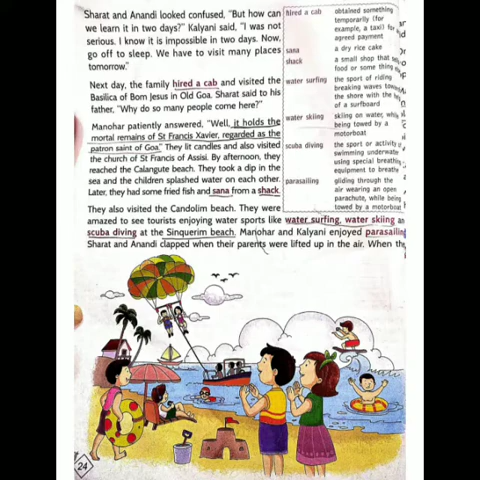 Sharat and Anandi looked confused, "But how can
we learn it in two days?" Kalyani said, "I was not
serious. I know it is impossible in two days. Now,
go off to sleep. We have to visit many places
tomorrow."
Next day, the family hired a cab and visited the
Basilica of Bom Jesus in Old Goa. Sharat said to his
father, "Why do so many people come here?"
Manohar patiently answered, "Well, it holds the
mortal remains of St Francis Xavier, regarded as the
patron saint of Goa." They lit candles and also visited
the church of St Francis of Assisi. By afternoon, they
reached the Calangute beach. They took a dip in
the sea and the children splashed water on each other.
Later, they had some fried fish and sana from a shack.
They also visited the Candolim beach. They were
amazed to see tourists enjoying water sports like water surfing, water skiing an
scuba diving at the Sinquerim beach. Manohar and Kalyani enjoyed parasailin
Sharat and Anandi clapped when their parents were lifted up in the air. When the
hired a cab obtained something
temporarily (for
example, a taxi) for
agreed payment
sana a dry rice cake
shack a small shop that
food or some thing
water surfing the sport of riding
breaking waves tow
the shore with the
of a surfboard
water skiing skiing on water, while
being towed by a
motorboat
scuba diving the sport or activity
swimming underwate
using special breathin
equipment to breathe
parasailing gliding through the
air wearing an open
parachute, while being
towed by a motorboat
24